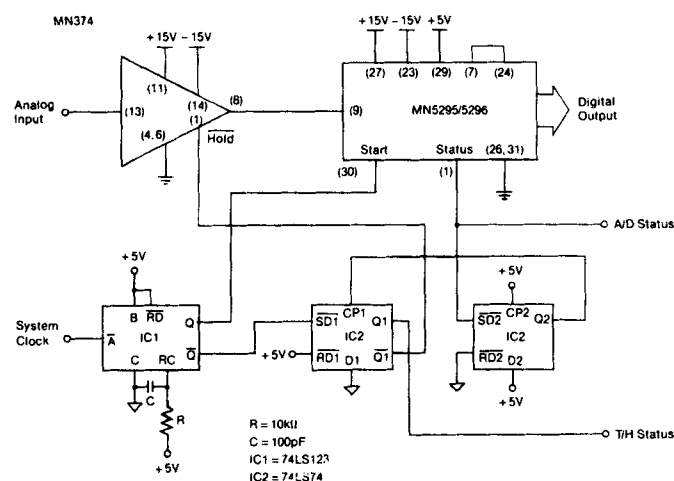 MN374
+15V -15V
(11)
(14)
(13)
(8)
(1)
(4, 6)
Hold
Analog
Input
+15V -15V +5V
(27) (23) (29) (7) (24)
(9)
MN5295/5296
Digital
Output
Start Status (26, 31)
(30) (1)
A/D Status
+5V
B RD
Q
IC1
System
Clock
A
Q
C RC
C
R
+5V
CP1
SD1 Q1
IC2
+5V
RD1 D1 Q1
+5V
CP2
SD2 Q2
IC2
RD2 D2
+5V
T/H Status
R = 10kΩ
C = 100pF
IC1 = 74LS123
IC2 = 74LS74